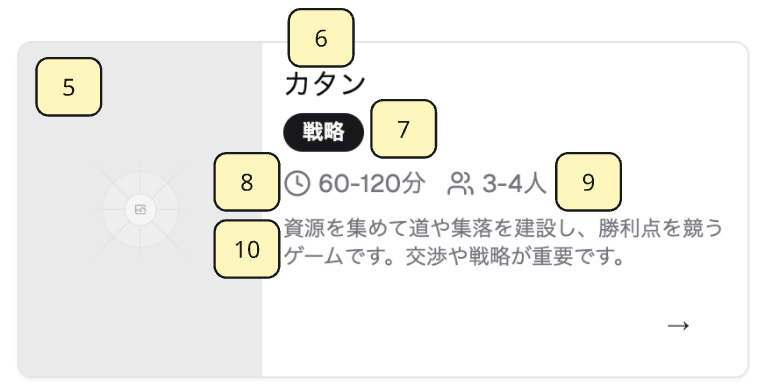 6
5
カタン
戦略
7
8
60-120分
3-4人
9
資源を集めて道や集落を建設し、勝利点を競う
10
ゲームです。交渉や戦略が重要です。
→